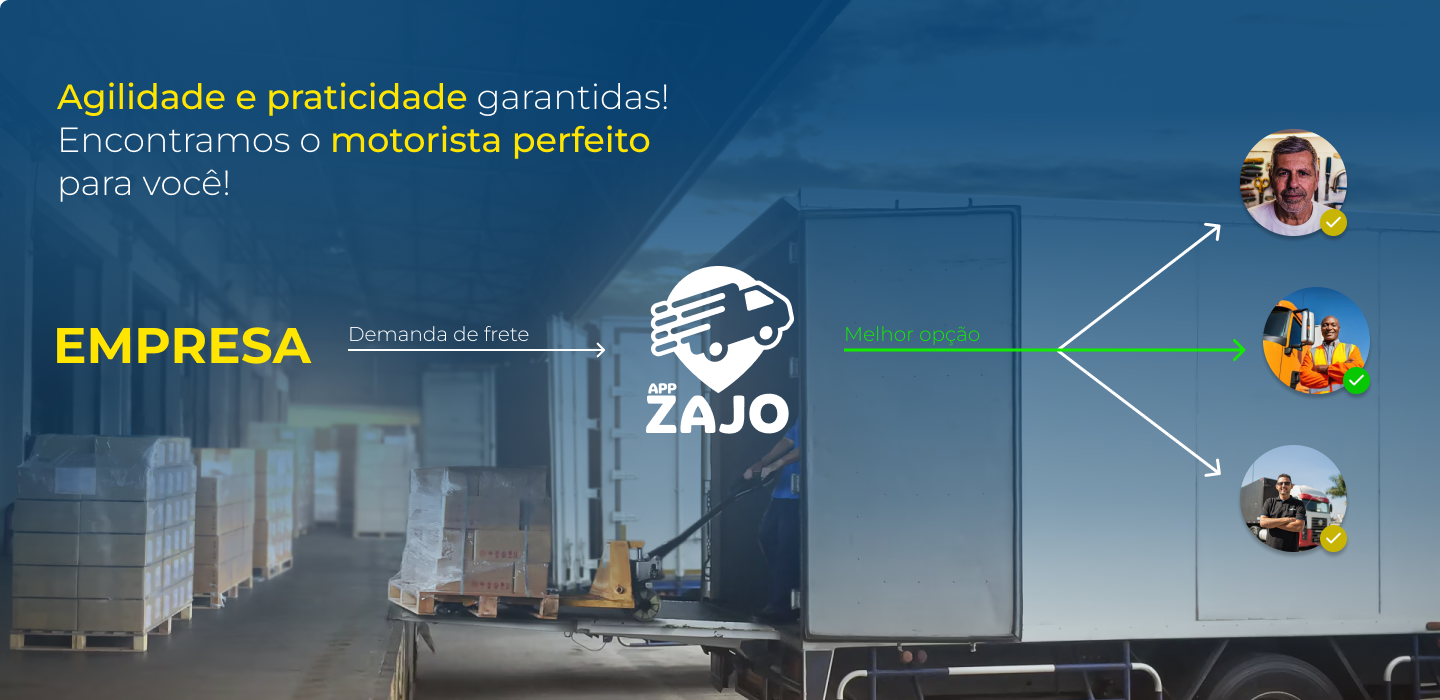 Agilidade e praticidade garantidas!
Encontramos o motorista perfeito
para você!
EMPRESA
Demanda de frete
APP
ZAJO
Melhor opção